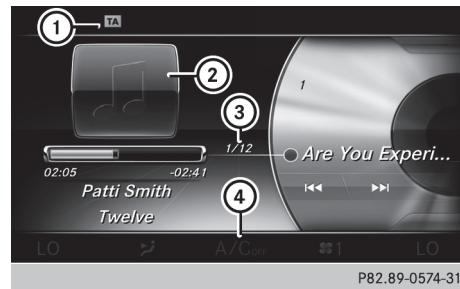 1 TA
2
3
1
1/12
Are You Experi...
02:05 -02:41
Patti Smith
Twelve
4
LO A/COFF 1 LO
P82.89-0574-31